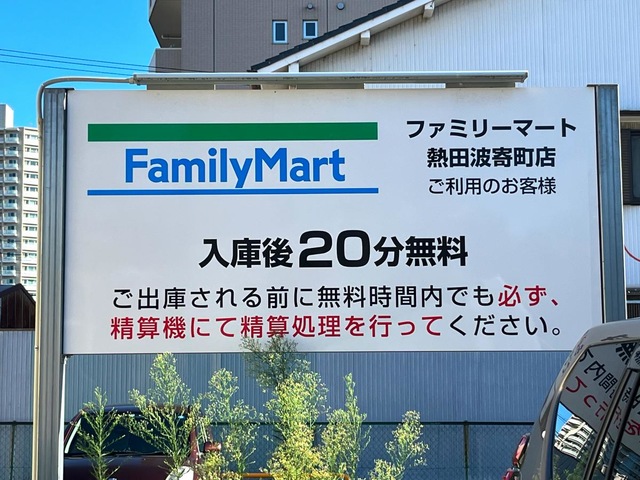 FamilyMart
ファミリーマート
熱田波寄町店
ご利用のお客様
入庫後20分無料
ご出庫される前に無料時間内でも必ず、
精算機にて精算処理を行ってください。